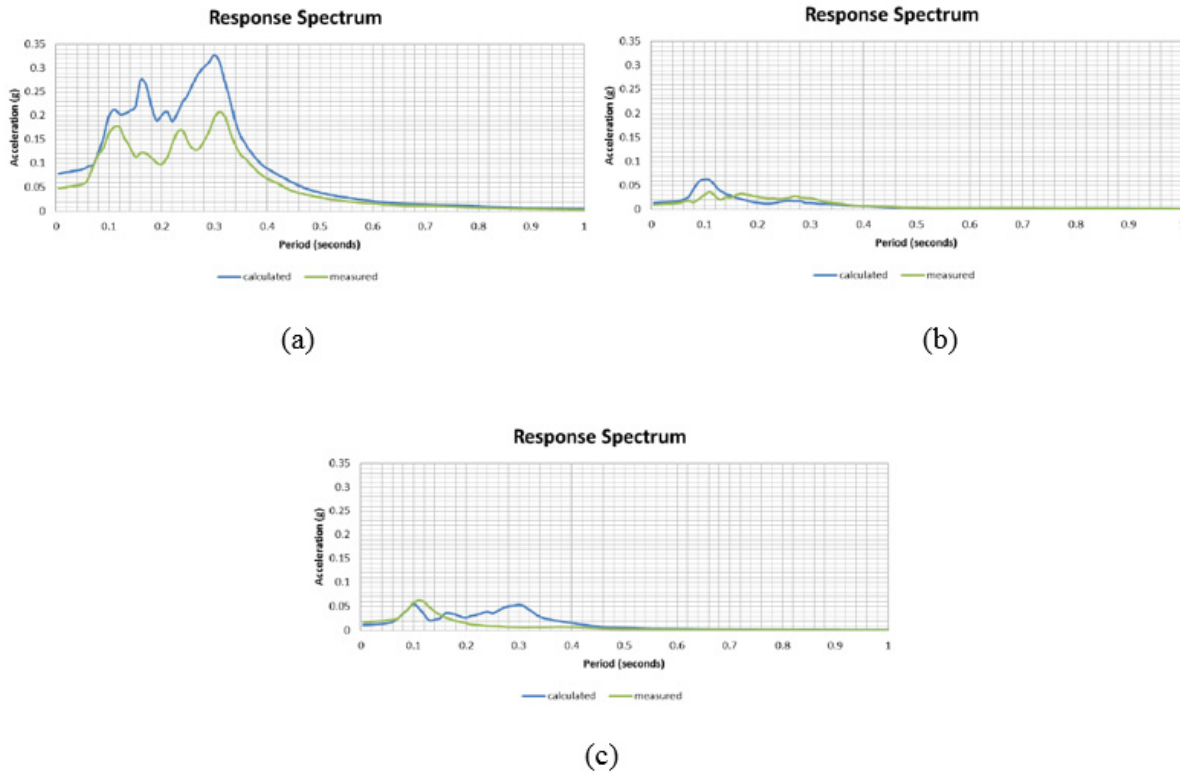 Response Spectrum
Acceleration (g)
0.35
0.3
0.25
0.2
0.15
0.1
0.05
0
0 0.1 0.2 0.3 0.4 0.5 0.6 0.7 0.8 0.9 1
Period (seconds)
calculated measured
(a)
Response Spectrum
Acceleration (g)
0.35
0.3
0.25
0.2
0.15
0.1
0.05
0
0 0.1 0.2 0.3 0.4 0.5 0.6 0.7 0.8 0.9 1
Period (seconds)
calculated measured
(b)
Response Spectrum
Acceleration (g)
0.35
0.3
0.25
0.2
0.15
0.1
0.05
0
0 0.1 0.2 0.3 0.4 0.5 0.6 0.7 0.8 0.9 1
Period (seconds)
calculated measured
(c)